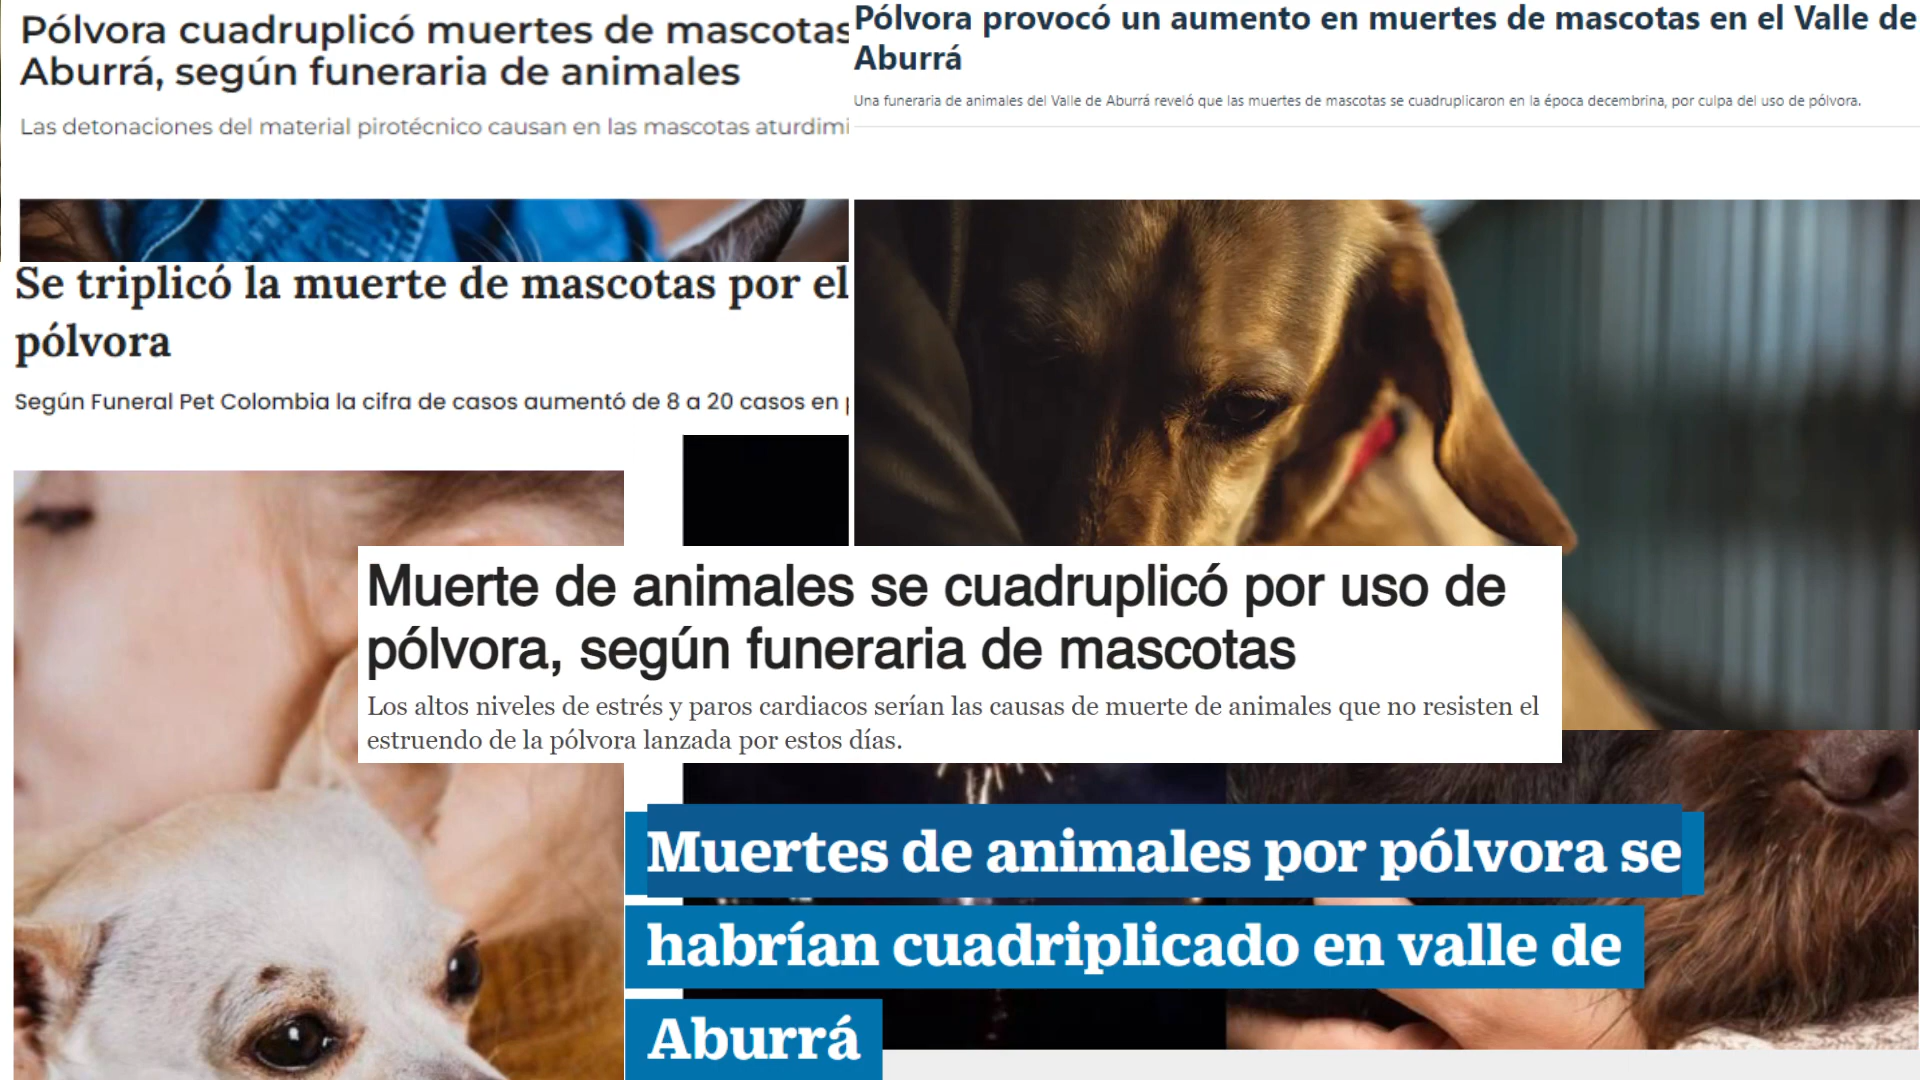 Pólvora cuadruplicó muertes de mascotas
Aburrá, según funeraria de animales
Las detonaciones del material pirotécnico causan en las mascotas aturdimi
Pólvora provocó un aumento en muertes de mascotas en el Valle de
Aburrá
Una funeraria de animales del Valle de Aburrá reveló que las muertes de mascotas se cuadruplicaron en la época decembrina, por culpa del uso de pólvora.
Se triplicó la muerte de mascotas por el
pólvora
Según Funeral Pet Colombia la cifra de casos aumentó de 8 a 20 casos en
Muerte de animales se cuadruplicó por uso de
pólvora, según funeraria de mascotas
Los altos niveles de estrés y paros cardiacos serían las causas de muerte de animales que no resisten el
estruendo de la pólvora lanzada por estos días.
Muertes de animales por pólvora se
habrían cuadriplicado en valle de
Aburrá